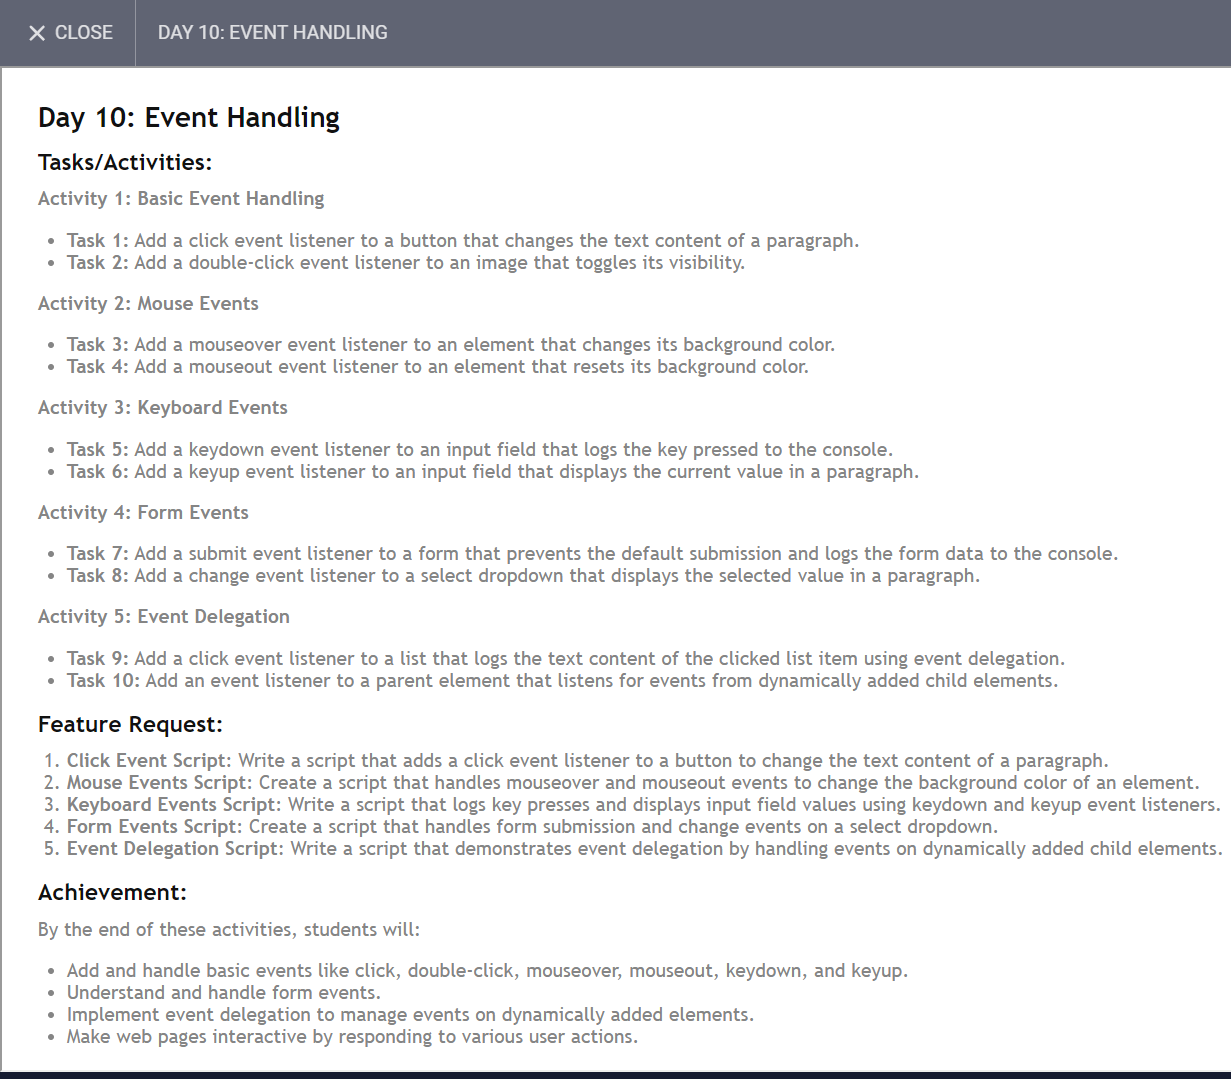 CLOSE
DAY 10: EVENT HANDLING
Day 10: Event Handling
Tasks/Activities:
Activity 1: Basic Event Handling
• Task 1: Add a click event listener to a button that changes the text content of a paragraph.
• Task 2: Add a double-click event listener to an image that toggles its visibility.
Activity 2: Mouse Events
• Task 3: Add a mouseover event listener to an element that changes its background color.
• Task 4: Add a mouseout event listener to an element that resets its background color.
Activity 3: Keyboard Events
• Task 5: Add a keydown event listener to an input field that logs the key pressed to the console.
• Task 6: Add a keyup event listener to an input field that displays the current value in a paragraph.
Activity 4: Form Events
• Task 7: Add a submit event listener to a form that prevents the default submission and logs the form data to the console.
• Task 8: Add a change event listener to a select dropdown that displays the selected value in a paragraph.
Activity 5: Event Delegation
• Task 9: Add a click event listener to a list that logs the text content of the clicked list item using event delegation.
• Task 10: Add an event listener to a parent element that listens for events from dynamically added child elements.
Feature Request:
1. Click Event Script: Write a script that adds a click event listener to a button to change the text content of a paragraph.
2. Mouse Events Script: Create a script that handles mouseover and mouseout events to change the background color of an element.
3. Keyboard Events Script: Write a script that logs key presses and displays input field values using keydown and keyup event listeners.
4. Form Events Script: Create a script that handles form submission and change events on a select dropdown.
5. Event Delegation Script: Write a script that demonstrates event delegation by handling events on dynamically added child elements.
Achievement:
By the end of these activities, students will:
• Add and handle basic events like click, double-click, mouseover, mouseout, keydown, and keyup.
• Understand and handle form events.
• Implement event delegation to manage events on dynamically added elements.
• Make web pages interactive by responding to various user actions.